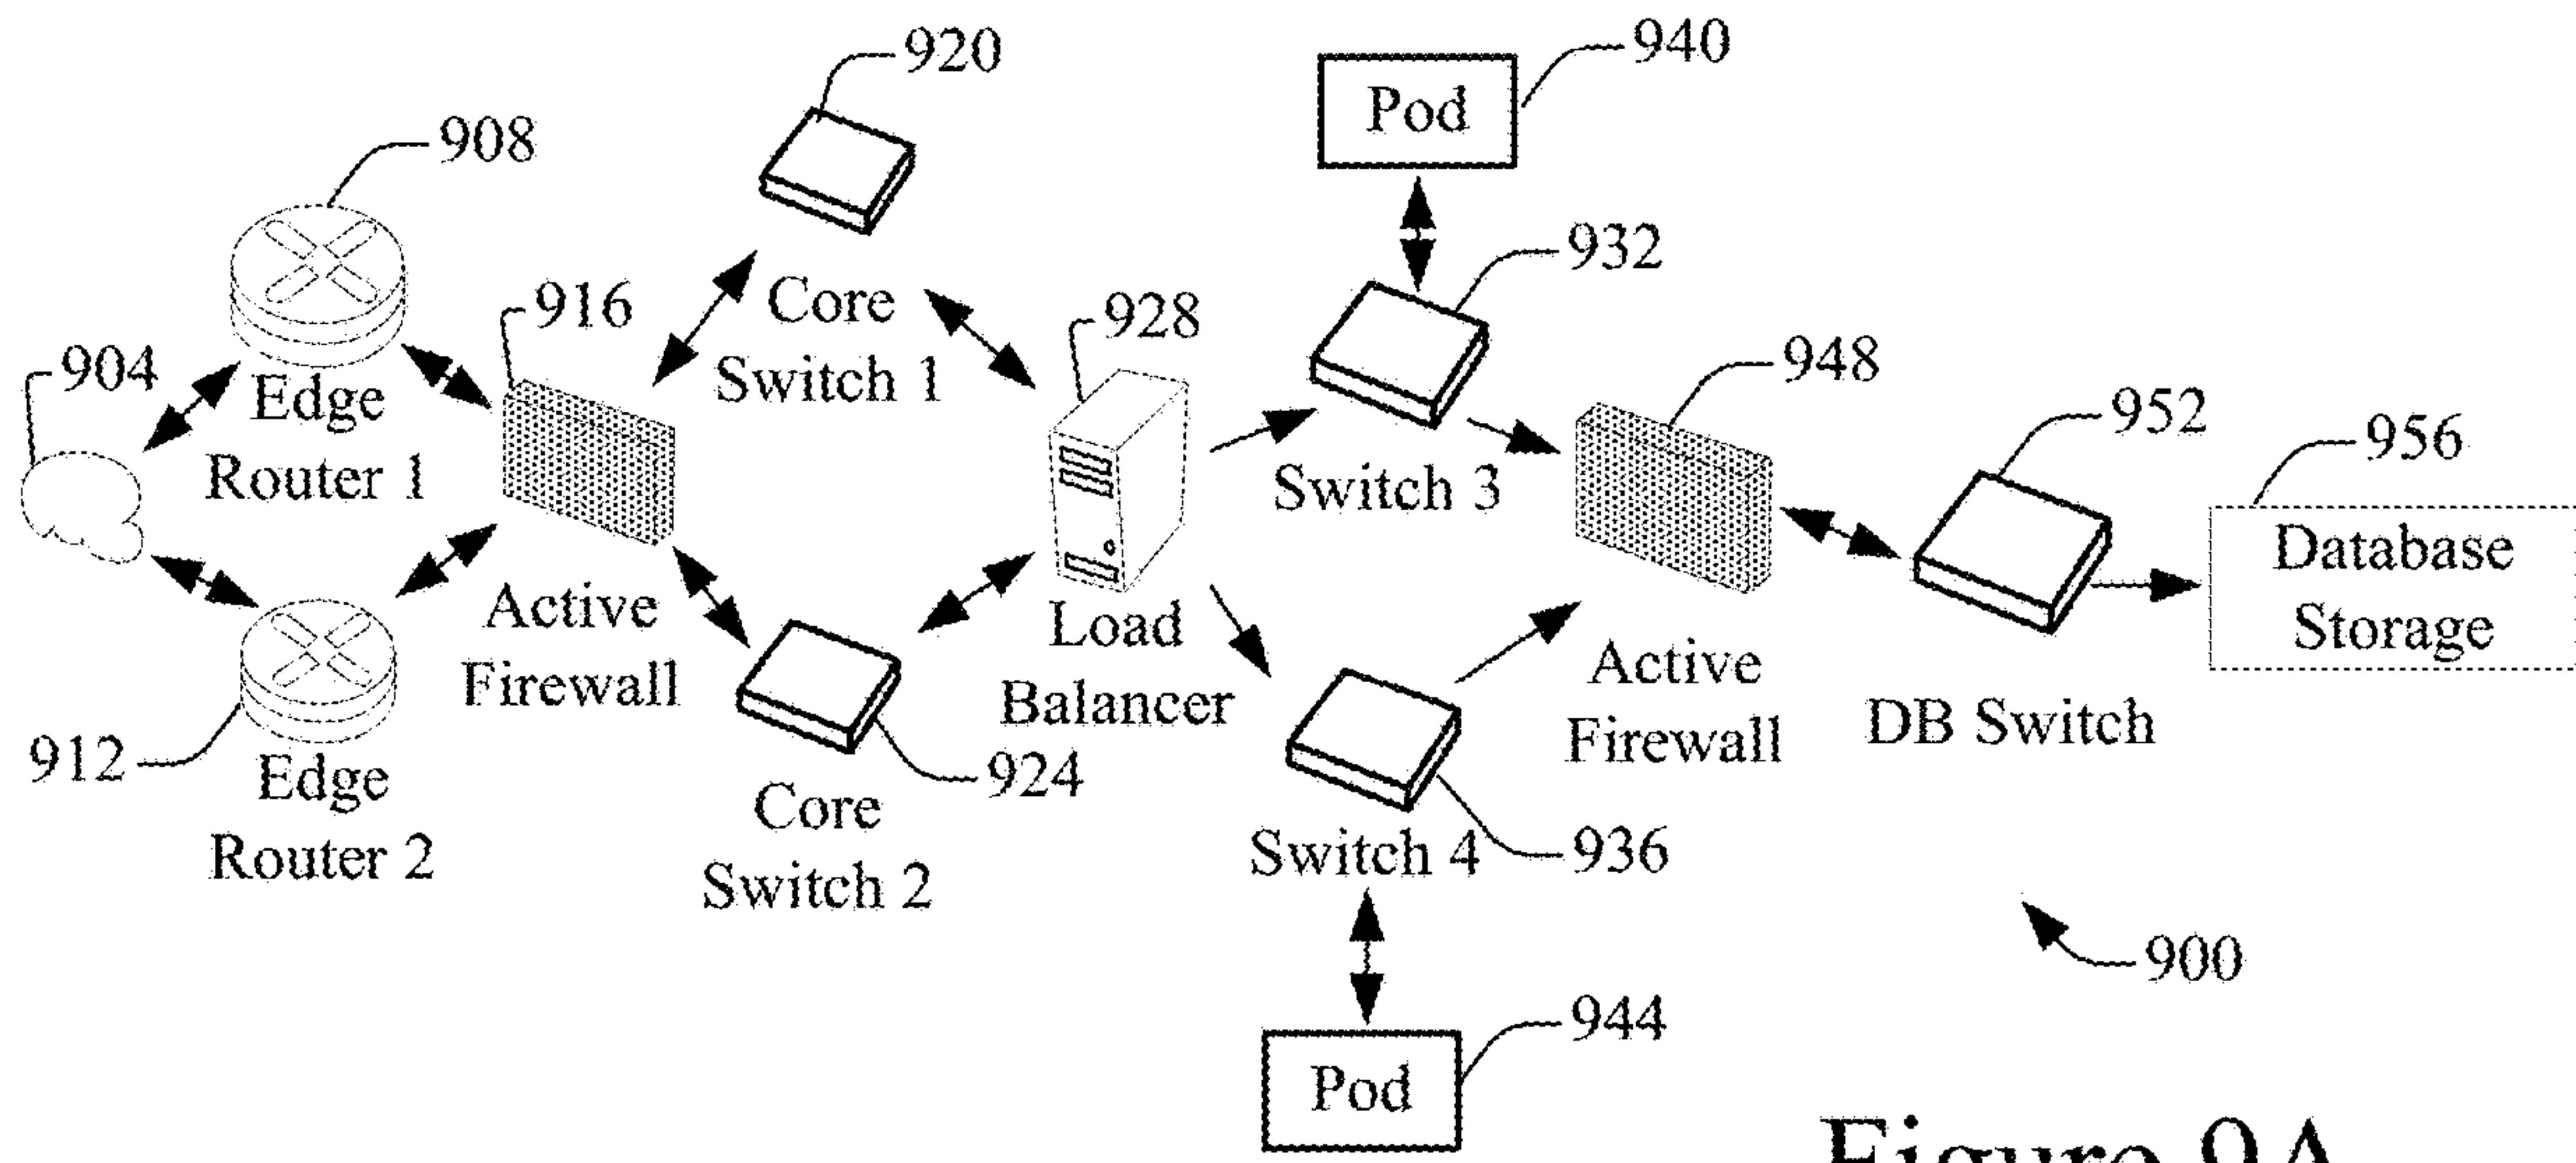 920
940
Pod
908
932
916
Core
Switch 1
928
948
904
Edge
Router 1
952
956
Switch 3
Database
Storage
Active
Firewall
Load
Balancer
Active
Firewall
DB Switch
912
Edge
Router 2
924
Core
Switch 2
Switch 4
936
900
944
Pod
Figure 9A